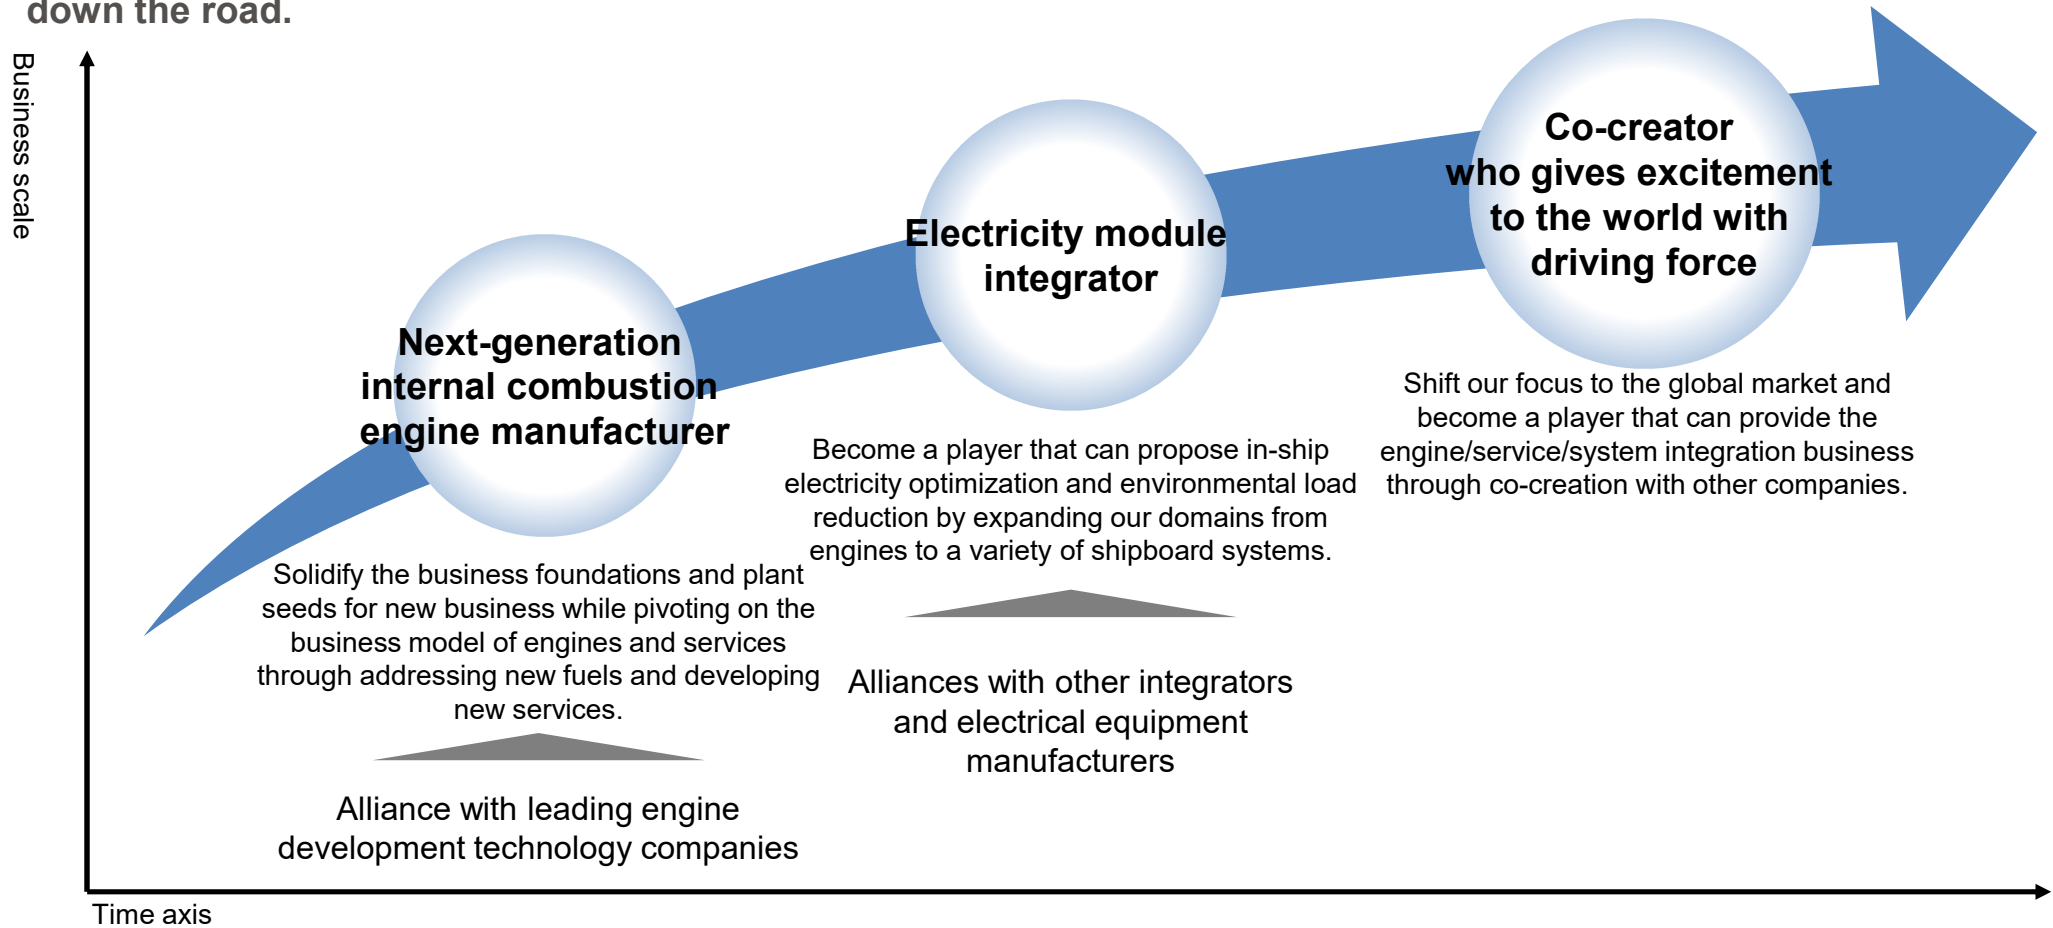 down the road.
Business scale
Co-creator
who gives excitement
to the world with
driving force
Electricity module
integrator
Next-generation
internal combustion
engine manufacturer
Shift our focus to the global market and
become a player that can provide the
engine/service/system integration business
through co-creation with other companies.
Become a player that can propose in-ship
electricity optimization and environmental load
reduction by expanding our domains from
engines to a variety of shipboard systems.
Solidify the business foundations and plant
seeds for new business while pivoting on the
business model of engines and services
through addressing new fuels and developing
new services.
Alliances with other integrators
and electrical equipment
manufacturers
Alliance with leading engine
development technology companies
Time axis